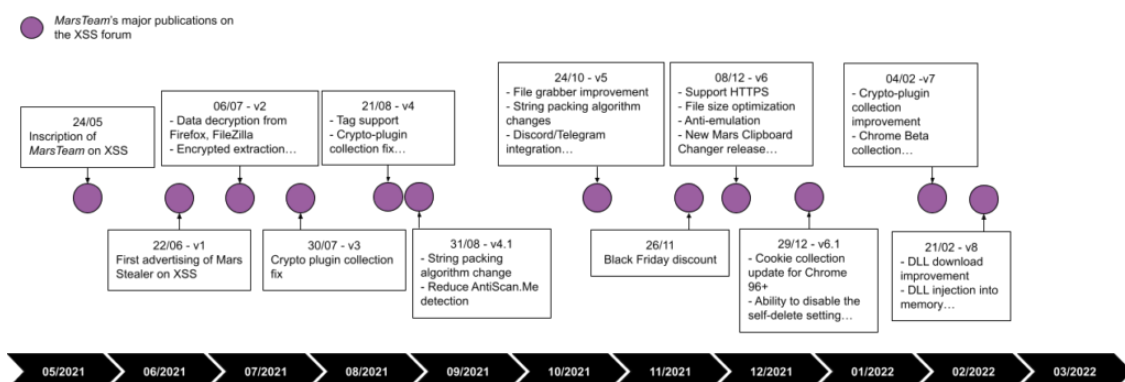 MarsTeam's major publications on
the XSS forum
24/05
Inscription of
MarsTeam on XSS
06/07 - v2
- Data decryption from
Firefox, FileZilla
- Encrypted extraction…
21/08 - v4
- Tag support
- Crypto-plugin
collection fix…
24/10 - v5
- File grabber improvement
- String packing algorithm
changes
- Discord/Telegram
integration…
08/12 - v6
- Support HTTPS
- File size optimization
- Anti-emulation
- New Mars Clipboard
Changer release…
04/02 -v7
- Crypto-plugin
collection
improvement
- Chrome Beta
collection…
22/06 - v1
First advertising of Mars
Stealer on XSS
30/07 - v3
Crypto plugin collection
fix
31/08 - v4.1
- String packing
algorithm change
- Reduce AntiScan.Me
detection
26/11
Black Friday discount
29/12 - v6.1
- Cookie collection
update for Chrome
96+
- Ability to disable the
self-delete setting…
21/02 - v8
- DLL download
improvement
- DLL injection into
memory…
05/2021
06/2021
07/2021
08/2021
09/2021
10/2021
11/2021
12/2021
01/2022
02/2022
03/2022